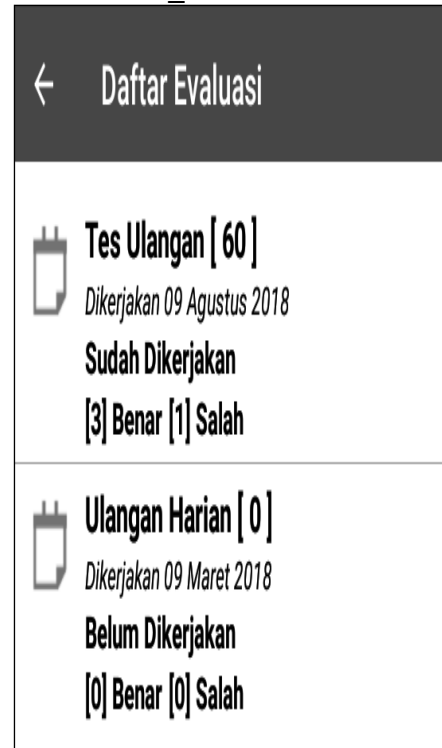 Daftar Evaluasi
Tes Ulangan [ 60 ]
Dikerjakan 09 Agustus 2018
Sudah Dikerjakan
[3] Benar [1] Salah
Ulangan Harian [ 0 ]
Dikerjakan 09 Maret 2018
Belum Dikerjakan
[0] Benar [0] Salah